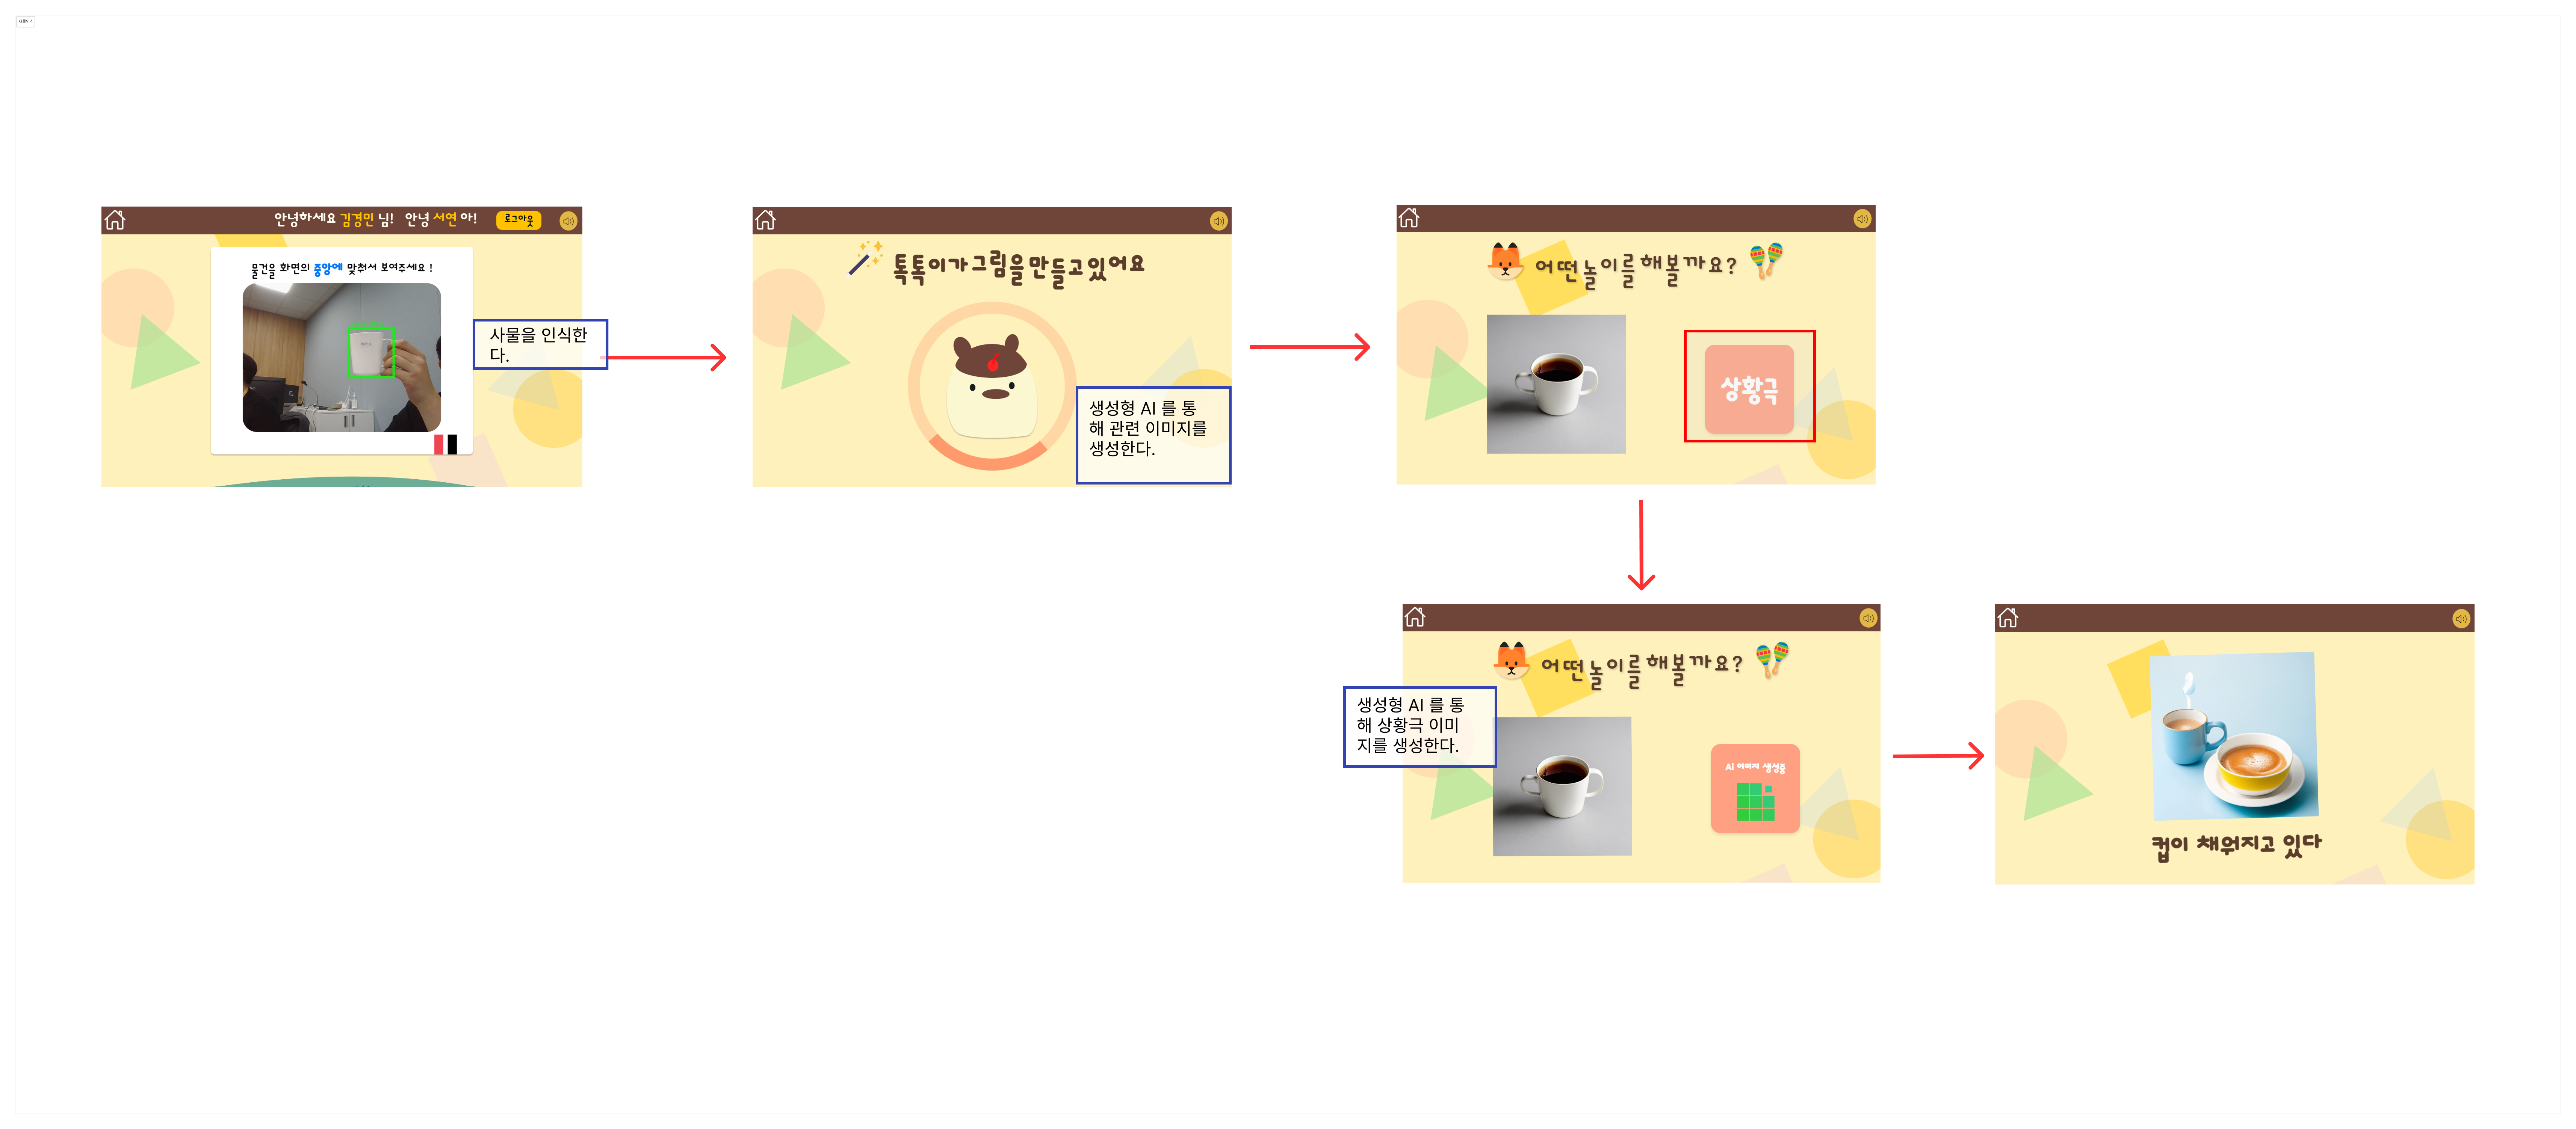 사물인식
안녕하세요 김경민 님! 안녕 서연 아!
로그아웃
물건을 화면의 중앙에 맞춰서 보여주세요 !
사물을 인식한
다.
톡톡이가그림을만들고있어요
생성형 AI 를 통
해 관련 이미지를
생성한다.
어떤놀이를해볼까요?
상황극
어떤놀이를해볼까요?
생성형 AI 를 통
해 상황극 이미
지를 생성한다.
AI 이미지 생성중
컵이 채워지고 있다